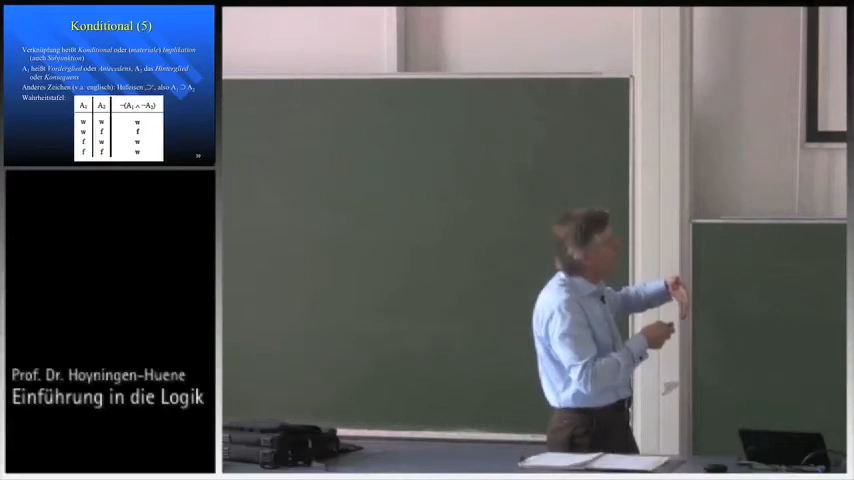 Konditional (5)
Verknüpfung heißt Konditional oder (materiale) Implikation
(auch Subjunktion)
A₁ heißt Vorderglied oder Antecedens, A₂ das Hinterglied
oder Konsequens
Anderes Zeichen (v.a. englisch): Hufeisen „⊃“, also A₁ ⊃ A₂
Wahrheitstafel:
A₁ A₂ ¬(A₁ ∧ ¬A₂)
w w w
w f f
f w w
f f w
39
Prof. Dr. Hoyningen-Huene
Einführung in die Logik